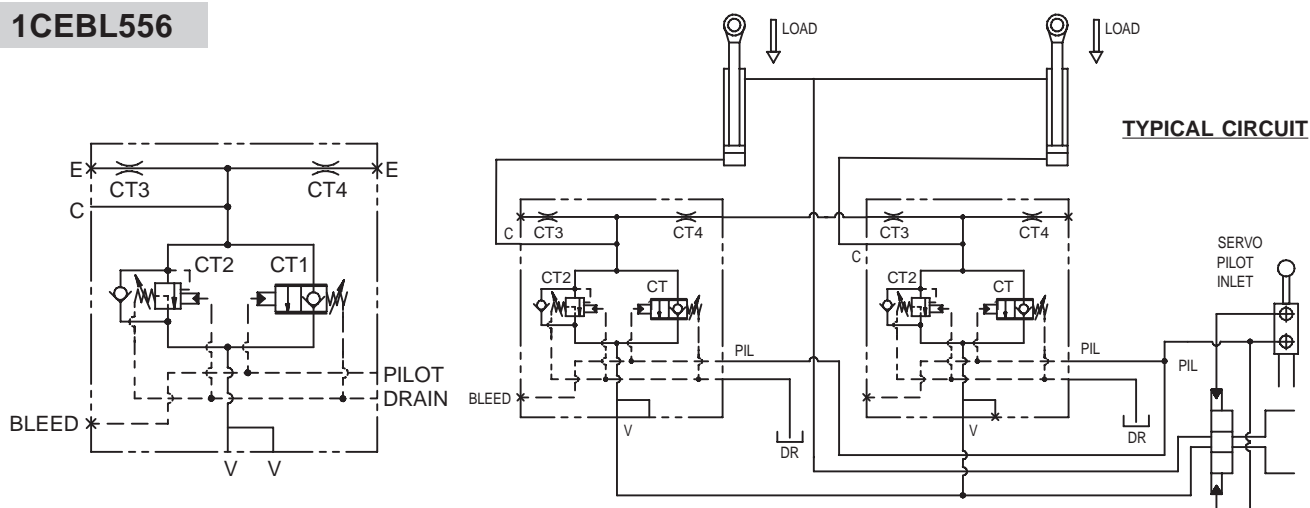 1CEBL556
LOAD
LOAD
TYPICAL CIRCUIT
E
E
CT3
CT4
C
CT2
CT1
PILOT
DRAIN
BLEED
V
V
C
CT3
CT4
CT2
CT
PIL
BLEED
V
DR
C
CT3
CT4
CT2
CT
PIL
V
DR
SERVO
PILOT
INLET
PIL